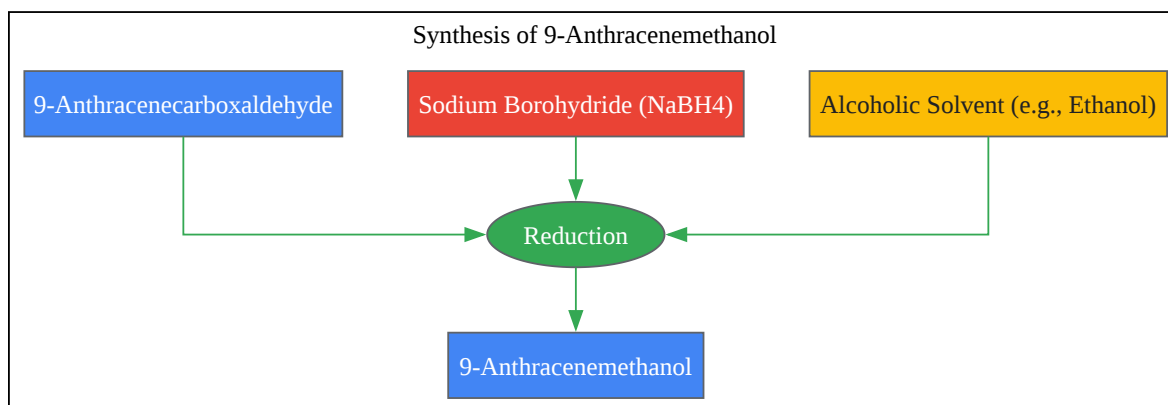 Synthesis of 9-Anthracenemethanol
9-Anthracenecarboxaldehyde
Sodium Borohydride (NaBH4)
Alcoholic Solvent (e.g., Ethanol)
Reduction
9-Anthracenemethanol